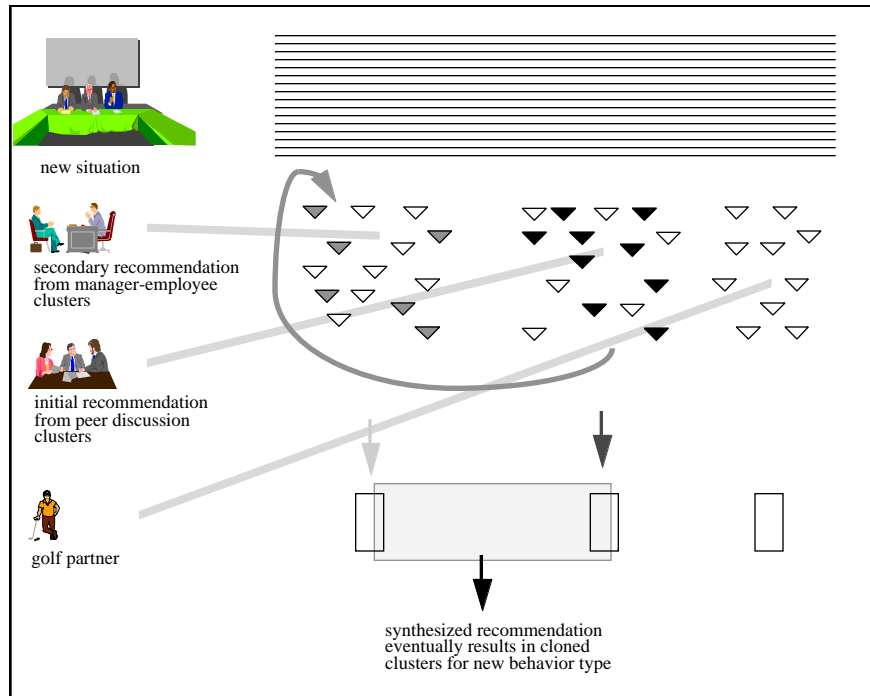 new situation
secondary recommendation
from manager-employee
clusters
initial recommendation
from peer discussion
clusters
golf partner
synthesized recommendation
eventually results in cloned
clusters for new behavior type